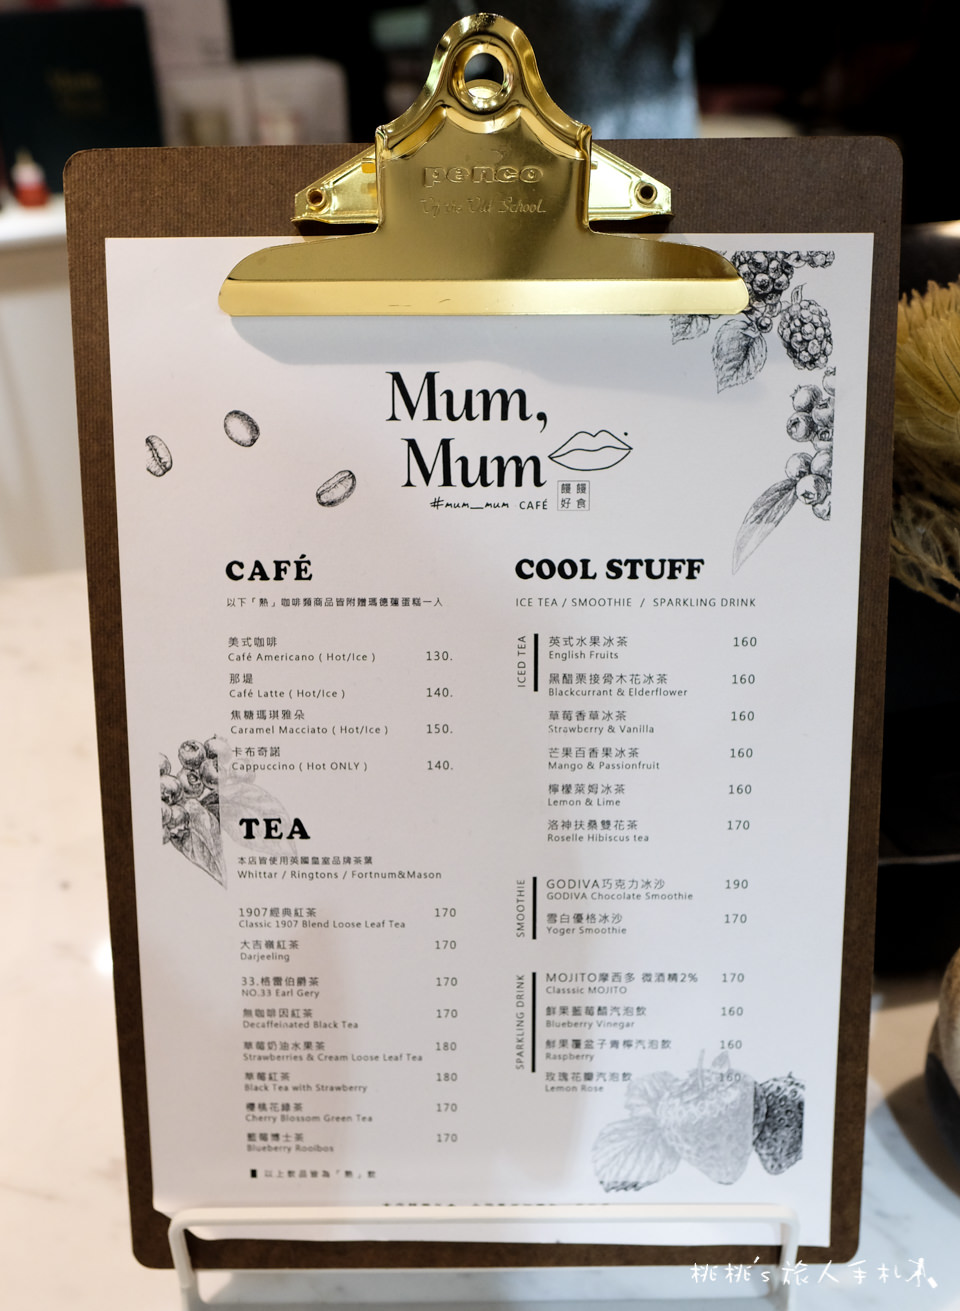 penco
Of the Old School.
Mum,
Mum
饅 饅
好 食
#mum_mum CAFÉ
CAFÉ
以下「熱」咖啡類商品皆附贈瑪德蓮蛋糕一入
美式咖啡
Café Americano ( Hot/Ice ) 130.
那堤
Café Latte ( Hot/Ice ) 140.
焦糖瑪琪雅朵
Caramel Macciato ( Hot/Ice ) 150.
卡布奇諾
Cappuccino ( Hot ONLY ) 140.
TEA
本店皆使用英國皇室品牌茶葉
Whittar / Ringtons / Fortnum&Mason
1907經典紅茶 170
Classic 1907 Blend Loose Leaf Tea
大吉嶺紅茶 170
Darjeeling
33.格雷伯爵茶 170
NO.33 Earl Gery
無咖啡因紅茶 170
Decaffeinated Black Tea
草莓奶油水果茶 180
Strawberries & Cream Loose Leaf Tea
草莓紅茶 180
Black Tea with Strawberry
櫻桃花綠茶 170
Cherry Blossom Green Tea
藍莓博士茶 170
Blueberry Rooibos
以上飲品皆為「熱」飲
COOL STUFF
ICE TEA / SMOOTHIE / SPARKLING DRINK
ICED TEA
英式水果冰茶 160
English Fruits
黑醋栗接骨木花冰茶 160
Blackcurrant & Elderflower
草莓香草冰茶 160
Strawberry & Vanilla
芒果百香果冰茶 160
Mango & Passionfruit
檸檬萊姆冰茶 160
Lemon & Lime
洛神扶桑雙花茶 170
Roselle Hibiscus tea
SMOOTHIE
GODIVA巧克力冰沙 190
GODIVA Chocolate Smoothie
雪白優格冰沙 170
Yoger Smoothie
SPARKLING DRINK
MOJITO摩西多 微酒精2% 170
Classsic MOJITO
鮮果藍莓醋汽泡飲 160
Blueberry Vinegar
鮮果覆盆子青檸汽泡飲 160
Raspberry
玫瑰花瓣汽泡飲 160
Lemon Rose
桃桃's 旅人手札